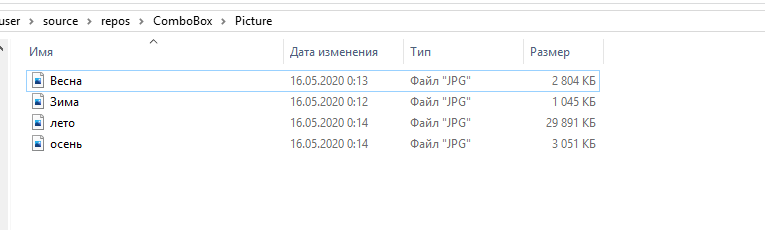 user › source › repos › ComboBox › Picture
Имя Дата изменения Тип Размер
Весна 16.05.2020 0:13 Файл "JPG" 2 804 КБ
Зима 16.05.2020 0:12 Файл "JPG" 1 045 КБ
лето 16.05.2020 0:14 Файл "JPG" 29 891 КБ
осень 16.05.2020 0:14 Файл "JPG" 3 051 КБ